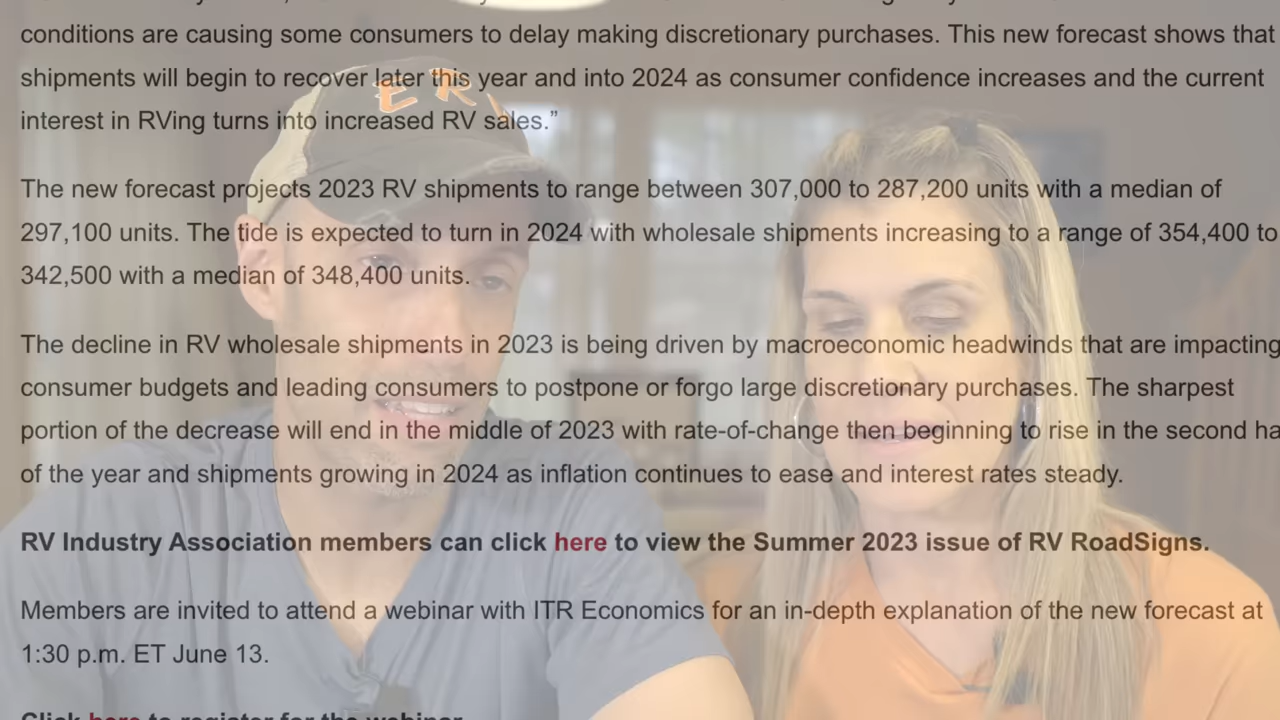 conditions are causing some consumers to delay making discretionary purchases. This new forecast shows that
shipments will begin to recover later this year and into 2024 as consumer confidence increases and the current
interest in RVing turns into increased RV sales.”
The new forecast projects 2023 RV shipments to range between 307,000 to 287,200 units with a median of
297,100 units. The tide is expected to turn in 2024 with wholesale shipments increasing to a range of 354,400 to
342,500 with a median of 348,400 units.
The decline in RV wholesale shipments in 2023 is being driven by macroeconomic headwinds that are impacting
consumer budgets and leading consumers to postpone or forgo large discretionary purchases. The sharpest
portion of the decrease will end in the middle of 2023 with rate-of-change then beginning to rise in the second ha
of the year and shipments growing in 2024 as inflation continues to ease and interest rates steady.
RV Industry Association members can click here to view the Summer 2023 issue of RV RoadSigns.
Members are invited to attend a webinar with ITR Economics for an in-depth explanation of the new forecast at
1:30 p.m. ET June 13.
Click here to register for the webinar